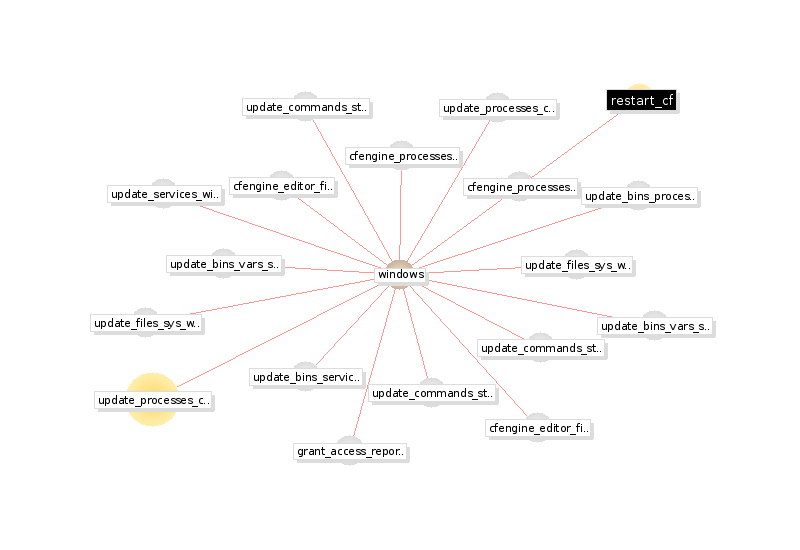 restart_cf
update_commands_st..
update_processes_c..
cfengine_processes..
cfengine_editor_fi..
cfengine_processes..
update_services_wi..
update_bins_proces..
update_bins_vars_s..
update_files_sys_w..
windows
update_files_sys_w..
update_bins_vars_s..
update_commands_st..
update_bins_servic..
update_commands_st..
update_processes_c..
cfengine_editor_fi..
grant_access_repor..